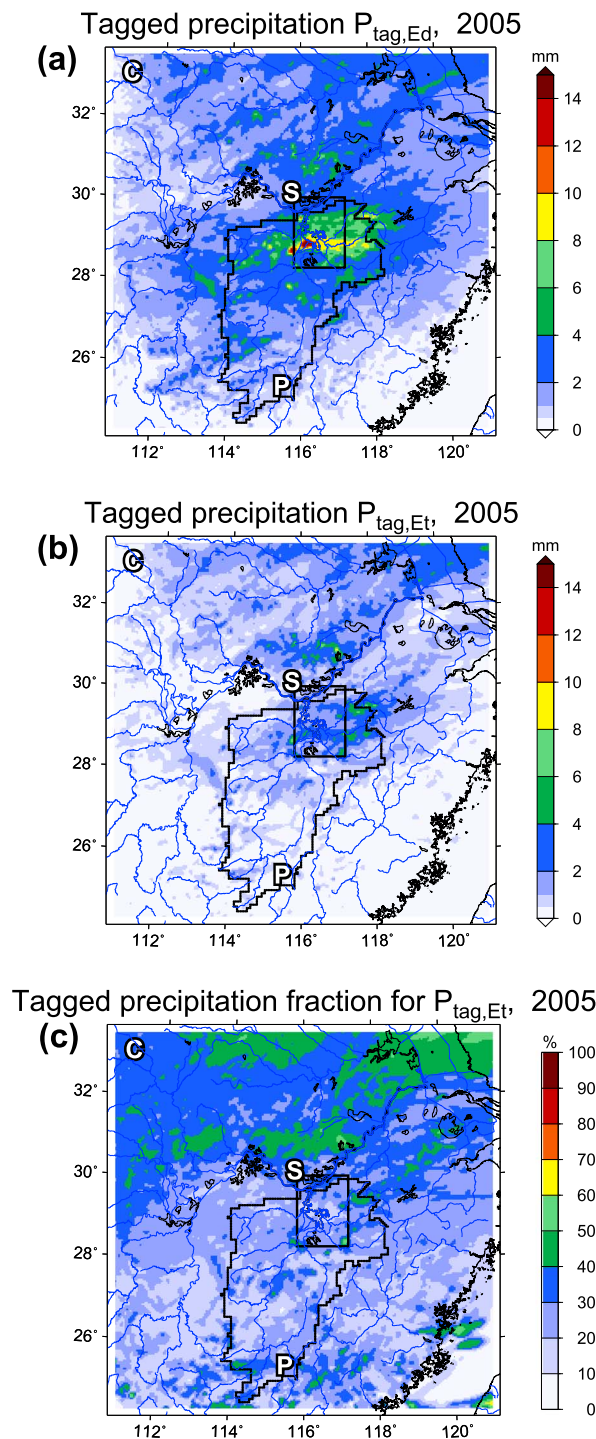 Tagged precipitation P_tag,Ed, 2005
(a)
C
S
P
32°
30°
28°
26°
112° 114° 116° 118° 120°
mm
14
12
10
8
6
4
2
0
Tagged precipitation P_tag,Et, 2005
(b)
C
S
P
32°
30°
28°
26°
112° 114° 116° 118° 120°
mm
14
12
10
8
6
4
2
0
Tagged precipitation fraction for P_tag,Et, 2005
(c)
C
S
P
32°
30°
28°
26°
112° 114° 116° 118° 120°
%
100
90
80
70
60
50
40
30
20
10
0